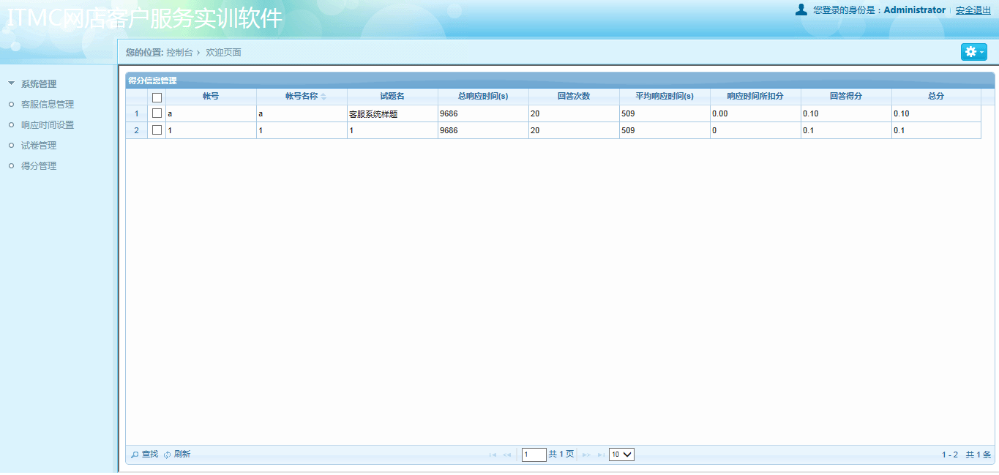 ITMC网店客户服务实训软件
您登录的身份是：Administrator 安全退出
您的位置: 控制台 › 欢迎页面
系统管理
客服信息管理
响应时间设置
试卷管理
得分管理
得分信息管理
帐号 帐号名称 试题名 总响应时间(s) 回答次数 平均响应时间(s) 响应时间所扣分 回答得分 总分
1 a a 客服系统样题 9686 20 509 0.00 0.10 0.10
2 1 1 1 9686 20 509 0 0.1 0.1
查找 刷新 1 共 1 页 10 1 - 2 共 1 条